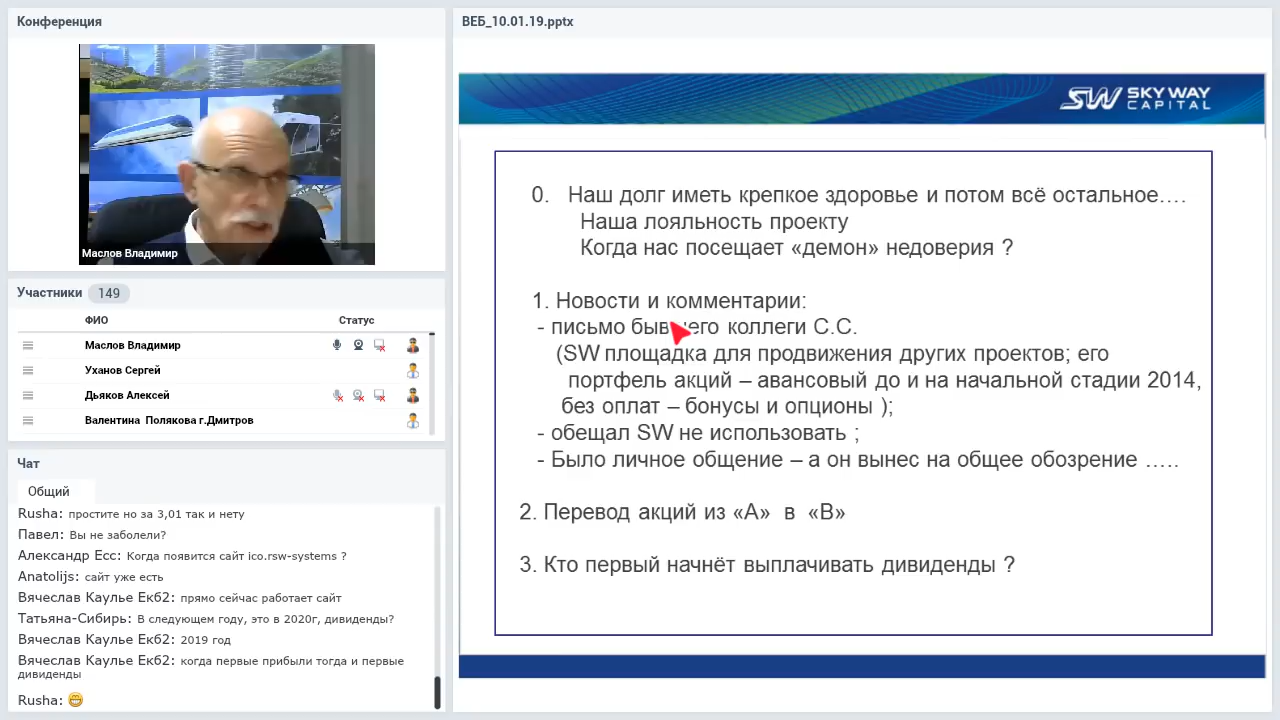 Конференция
Маслов Владимир
Участники 149
ФИО Статус
Маслов Владимир
Уханов Сергей
Дьяков Алексей
Валентина Полякова г.Дмитров
Чат
Общий
Rusha: простите но за 3,01 так и нету
Павел: Вы не заболели?
Александр Есс: Когда появится сайт ico.rsw-systems ?
Anatolijs: сайт уже есть
Вячеслав Каулье Екб2: прямо сейчас работает сайт
Татьяна-Сибирь: В следующем году, это в 2020г, дивиденды?
Вячеслав Каулье Екб2: 2019 год
Вячеслав Каулье Екб2: когда первые прибыли тогда и первые
дивиденды
Rusha:
ВЕБ_10.01.19.pptx
SW SKY WAY
CAPITAL
0. Наш долг иметь крепкое здоровье и потом всё остальное….
Наша лояльность проекту
Когда нас посещает «демон» недоверия ?
1. Новости и комментарии:
- письмо бывшего коллеги С.С.
(SW площадка для продвижения других проектов; его
портфель акций – авансовый до и на начальной стадии 2014,
без оплат – бонусы и опционы );
- обещал SW не использовать ;
- Было личное общение – а он вынес на общее обозрение …..
2. Перевод акций из «А» в «В»
3. Кто первый начнёт выплачивать дивиденды ?